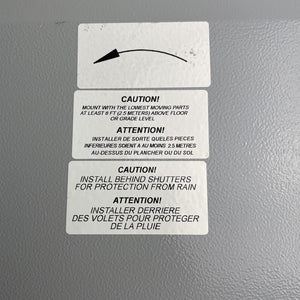 CAUTION!
MOUNT WITH THE LOWEST MOVING PARTS
AT LEAST 8 FT (2.5 METERS) ABOVE FLOOR
OR GRADE LEVEL
ATTENTION!
INSTALLER DE SORTE QUELES PIECES
INFERIEURES SOIENT A AU MOINS 2.5 METRES
AU-DESSUS DU PLANCHER OU DU SOL
CAUTION!
INSTALL BEHIND SHUTTERS
FOR PROTECTION FROM RAIN
ATTENTION!
INSTALLER DERRIERE
DES VOLETS POUR PROTEGER
DE LA PLUIE